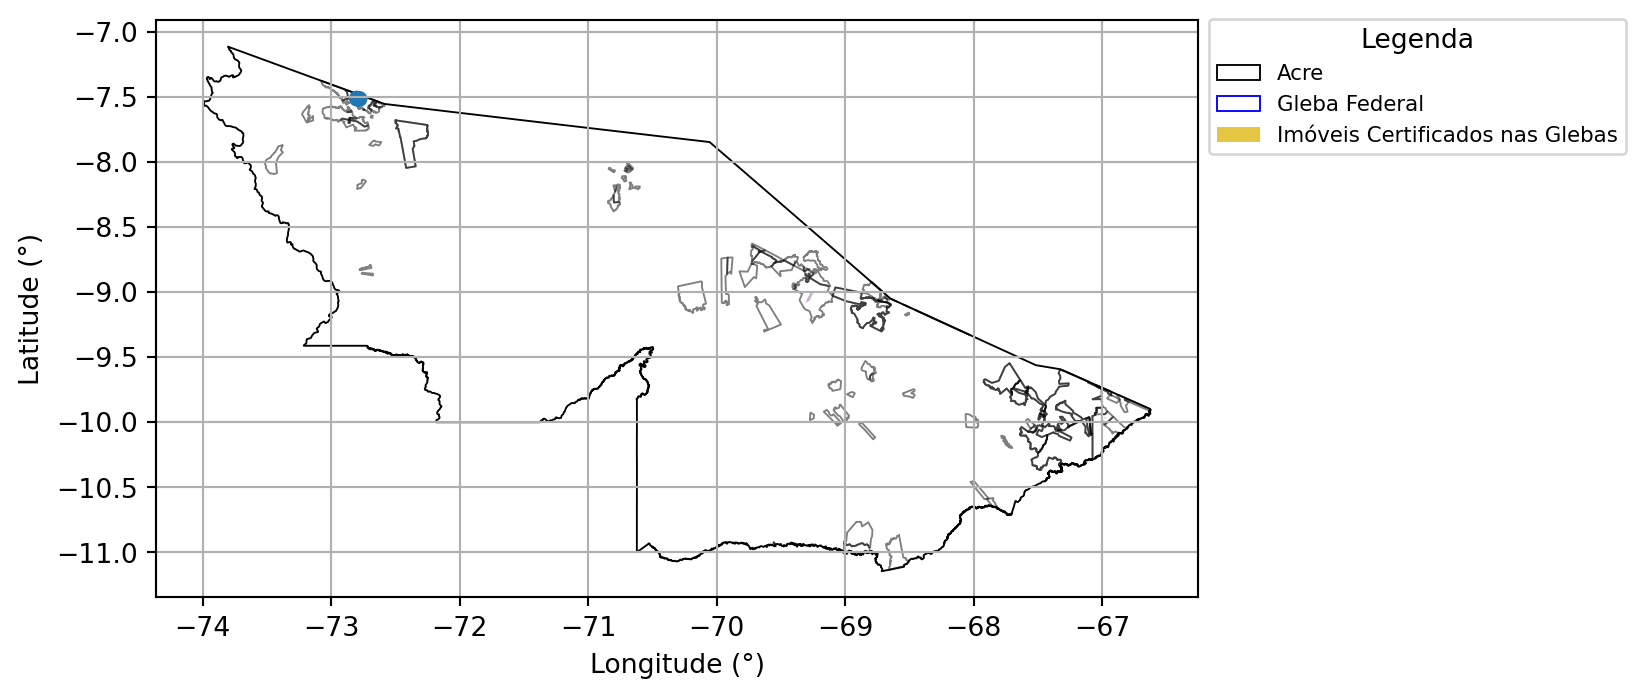 Legenda
Acre
Gleba Federal
Imóveis Certificados nas Glebas
Latitude (°)
−7.0
−7.5
−8.0
−8.5
−9.0
−9.5
−10.0
−10.5
−11.0
−74 −73 −72 −71 −70 −69 −68 −67
Longitude (°)